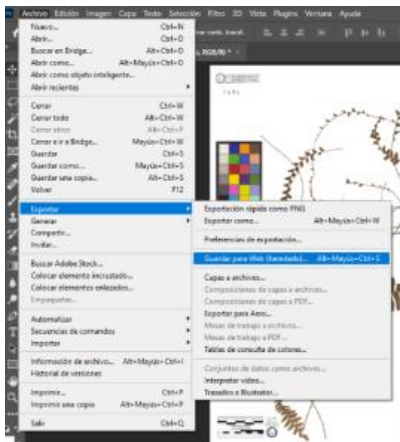 Archivo Edición Imagen Capa Texto Selección Filtro 3D Vista Plugins Ventana Ayuda
Nuevo... Ctrl+N
Abrir... Ctrl+O
Buscar en Bridge... Alt+Ctrl+O
Abrir como... Alt+Mayús+Ctrl+O
Abrir como objeto inteligente...
Abrir recientes
Cerrar Ctrl+W
Cerrar todo Alt+Ctrl+W
Cerrar otros Alt+Ctrl+P
Cerrar e ir a Bridge... Mayús+Ctrl+W
Guardar Ctrl+S
Guardar como... Mayús+Ctrl+S
Guardar una copia... Alt+Ctrl+S
Volver F12
Exportar
Generar
Compartir...
Invitar...
Buscar Adobe Stock...
Colocar elemento incrustado...
Colocar elementos enlazados...
Empaquetar...
Automatizar
Secuencias de comandos
Importar
Información de archivo... Alt+Mayús+Ctrl+I
Historial de versiones
Imprimir... Ctrl+P
Imprimir una copia Alt+Mayús+Ctrl+P
Salir Ctrl+Q
RGB/8) *
Exportación rápida como PNG
Exportar como... Alt+Mayús+Ctrl+W
Preferencias de exportación...
Guardar para Web (heredado)... Alt+Mayús+Ctrl+S
Capas a archivos...
Composiciones de capas a archivos...
Composiciones de capas a PDF...
Exportar para Aero...
Mesas de trabajo a archivos...
Mesas de trabajo a PDF...
Tablas de consulta de colores...
Conjuntos de datos como archivos...
Interpretar vídeo...
Trazados a Illustrator...